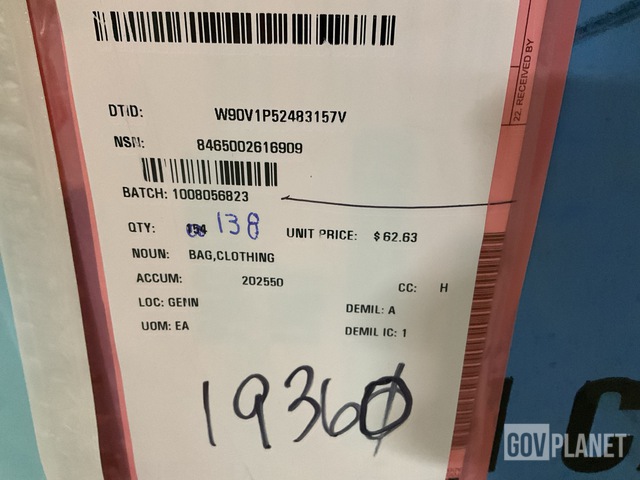 22. RECEIVED BY
DTID: W90V1P52483157V
NSN: 8465002616909
BATCH: 1008056823
QTY: 138 UNIT PRICE: $ 62.63
NOUN: BAG,CLOTHING
ACCUM: 202550
CC: H
LOC: GENN
DEMIL: A
UOM: EA
DEMIL IC: 1
19360
GOVPLANET